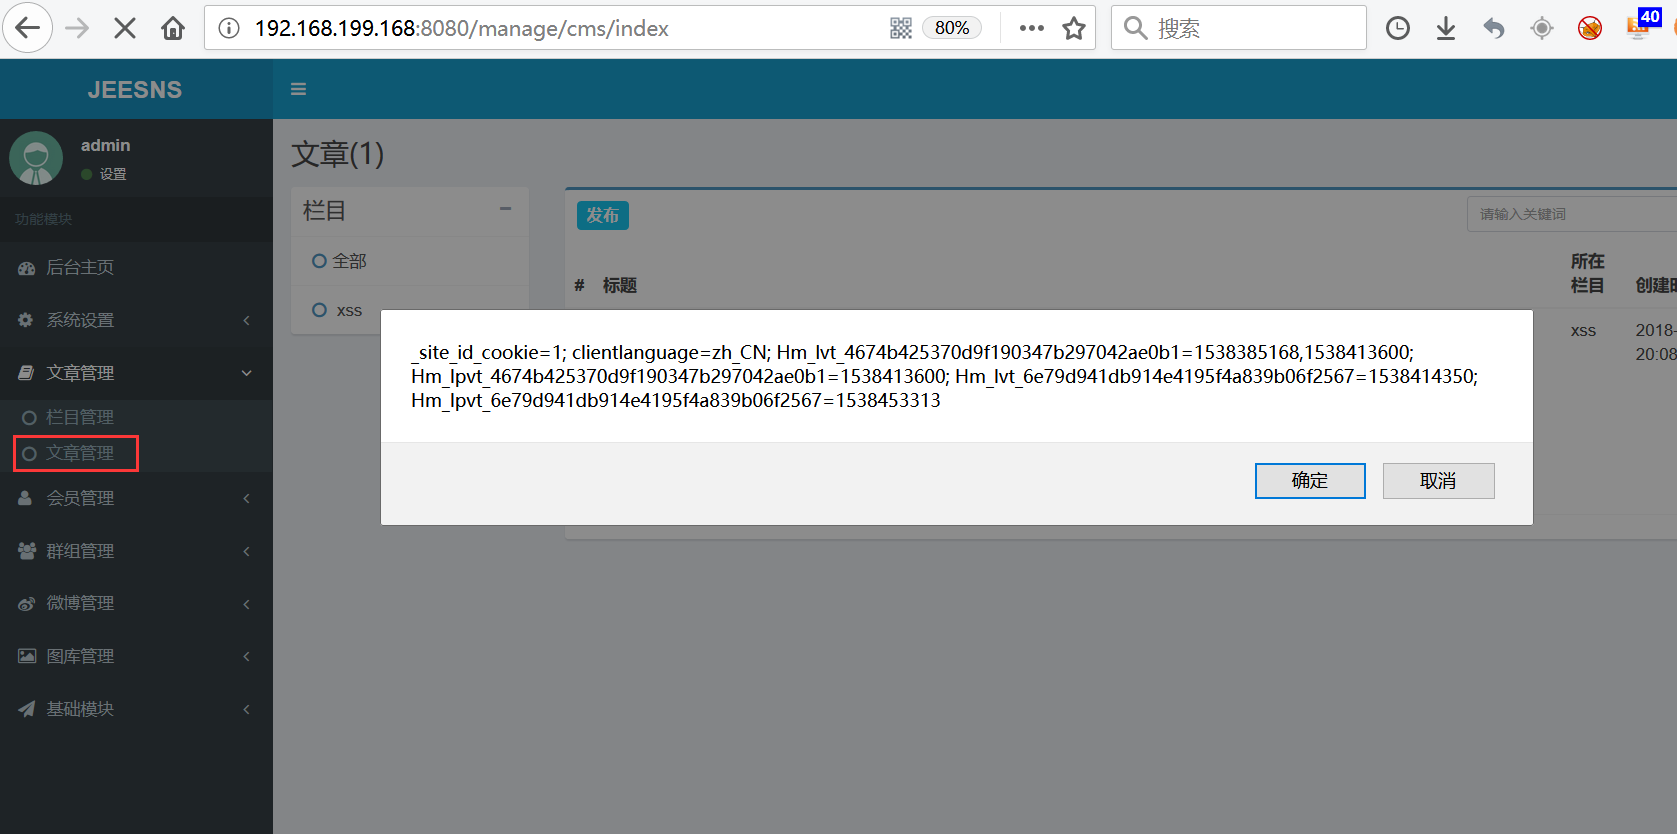 192.168.199.168:8080/manage/cms/index
80%
搜索
40
JEESNS
admin
设置
功能模块
后台主页
系统设置
文章管理
栏目管理
文章管理
会员管理
群组管理
微博管理
图库管理
基础模块
文章(1)
栏目
全部
xss
发布
请输入关键词
# 标题
所在
栏目
创建时
xss
2018-
20:08
_site_id_cookie=1; clientlanguage=zh_CN; Hm_lvt_4674b425370d9f190347b297042ae0b1=1538385168,1538413600;
Hm_lpvt_4674b425370d9f190347b297042ae0b1=1538413600; Hm_lvt_6e79d941db914e4195f4a839b06f2567=1538414350;
Hm_lpvt_6e79d941db914e4195f4a839b06f2567=1538453313
确定
取消